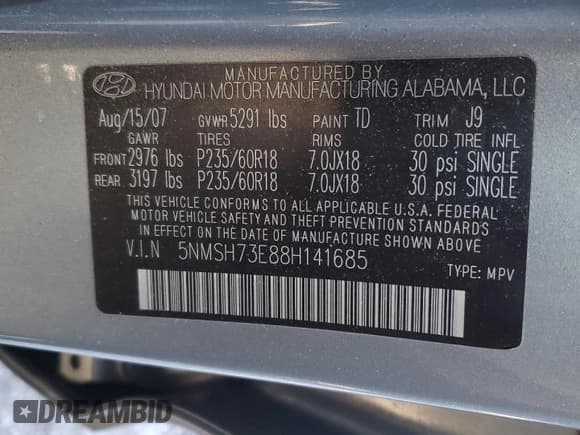 MANUFACTURED BY
HYUNDAI MOTOR MANUFACTURING ALABAMA, LLC
Aug/15/07 GVWR 5291 lbs PAINT TD TRIM J9
GAWR TIRES RIMS COLD TIRE INFL
FRONT 2976 lbs P235/60R18 7.0JX18 30 psi SINGLE
REAR 3197 lbs P235/60R18 7.0JX18 30 psi SINGLE
THIS VEHICLE CONFORMS TO ALL APPLICABLE U.S.A. FEDERAL
MOTOR VEHICLE SAFETY AND THEFT PREVENTION STANDARDS
IN EFFECT ON THE DATE OF MANUFACTURE SHOWN ABOVE.
V.I.N 5NMSH73E88H141685
TYPE: MPV
DREAMBID